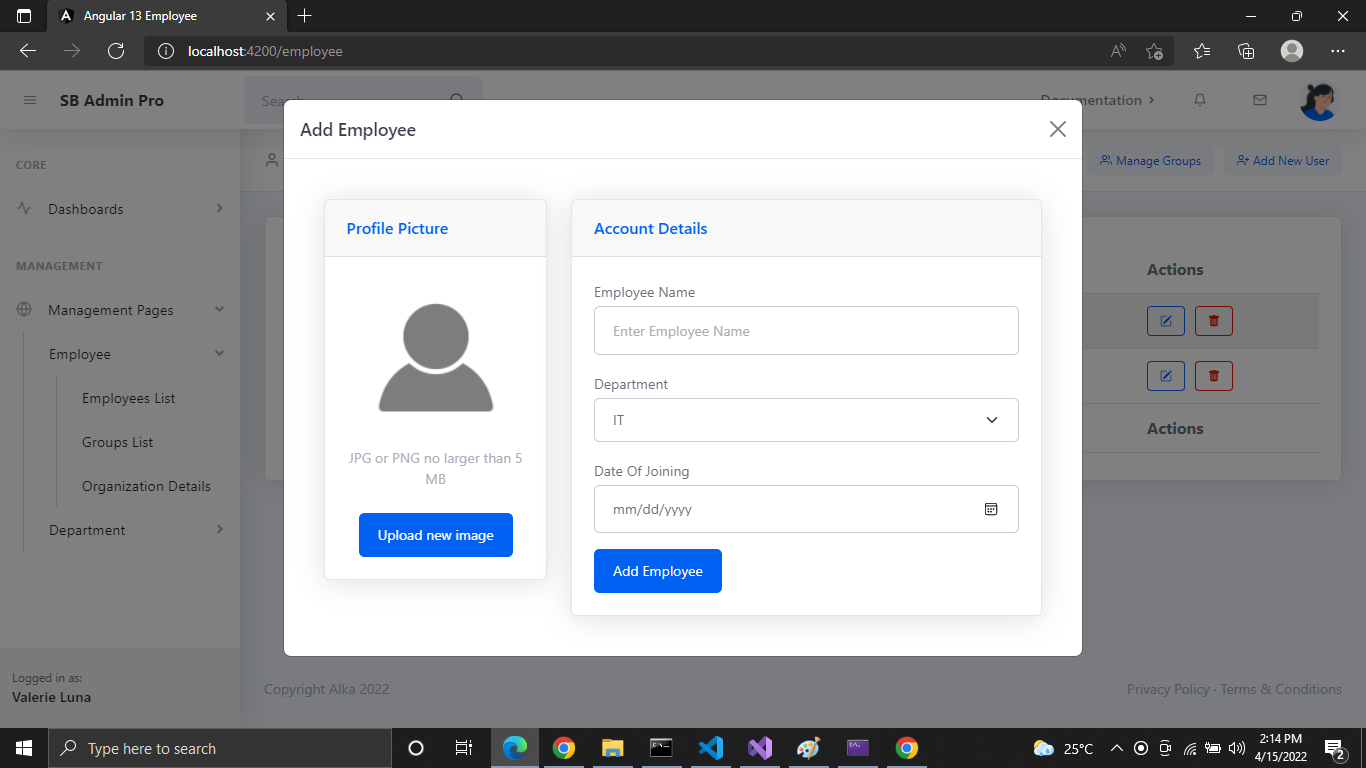 Angular 13 Employee
localhost:4200/employee
SB Admin Pro
Documentation
CORE
Dashboards
MANAGEMENT
Management Pages
Employee
Employees List
Groups List
Organization Details
Department
Logged in as:
Valerie Luna
Manage Groups
Add New User
Actions
Actions
Add Employee
Profile Picture
JPG or PNG no larger than 5
MB
Upload new image
Account Details
Employee Name
Enter Employee Name
Department
IT
Date Of Joining
mm/dd/yyyy
Add Employee
Copyright Alka 2022
Privacy Policy · Terms & Conditions
Type here to search
25°C
2:14 PM
4/15/2022
2